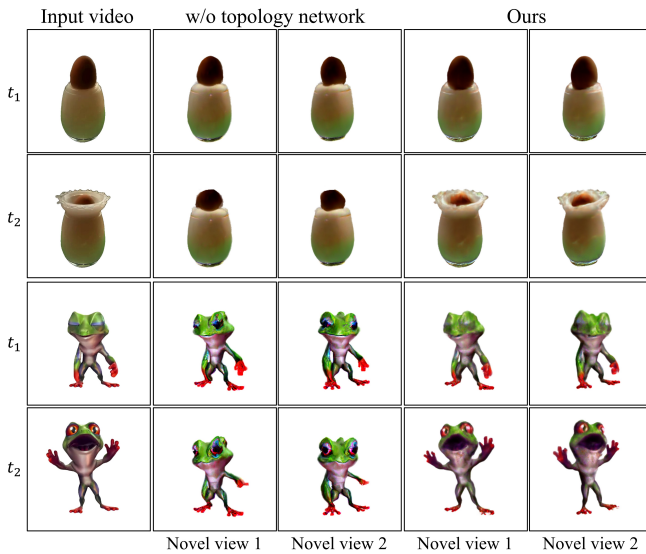 Input video w/o topology network Ours
t₁
t₂
t₁
t₂
Novel view 1 Novel view 2 Novel view 1 Novel view 2